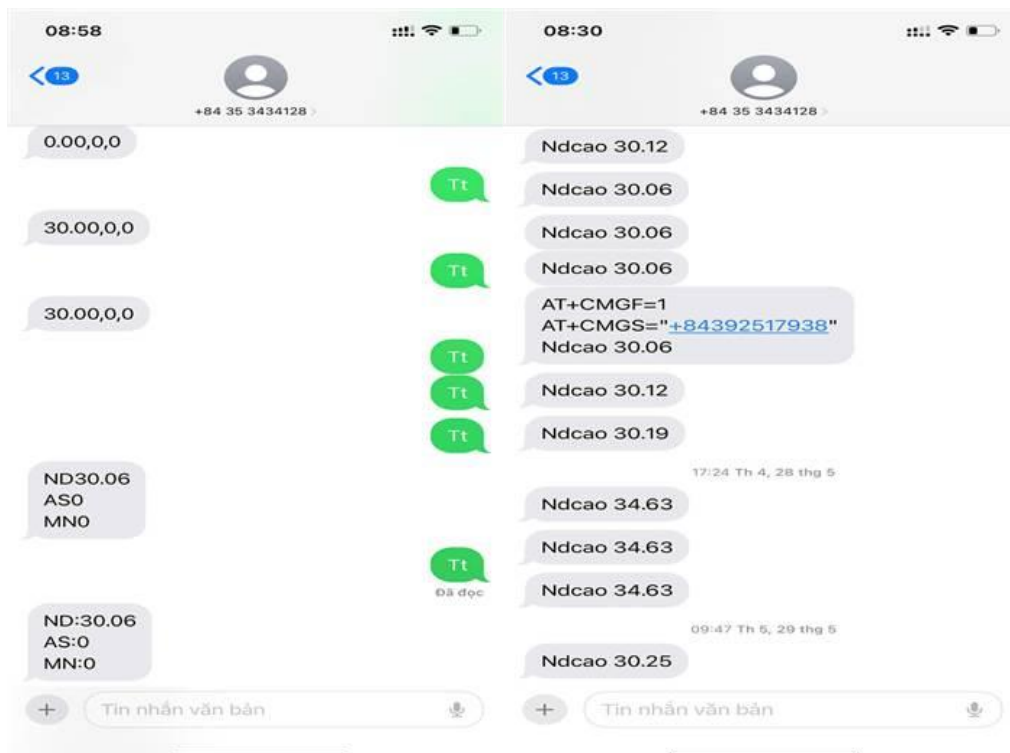 08:58
13
+84 35 3434128
0.00,0,0
Tt
30.00,0,0
Tt
30.00,0,0
Tt
Tt
Tt
ND30.06
AS0
MN0
Tt
Đã đọc
ND:30.06
AS:0
MN:0
Tin nhắn văn bản
08:30
13
+84 35 3434128
Ndcao 30.12
Ndcao 30.06
Ndcao 30.06
Ndcao 30.06
AT+CMGF=1
AT+CMGS="+84392517938"
Ndcao 30.06
Ndcao 30.12
Ndcao 30.19
17:24 Th 4, 28 thg 5
Ndcao 34.63
Ndcao 34.63
Ndcao 34.63
09:47 Th 5, 29 thg 5
Ndcao 30.25
Tin nhắn văn bản